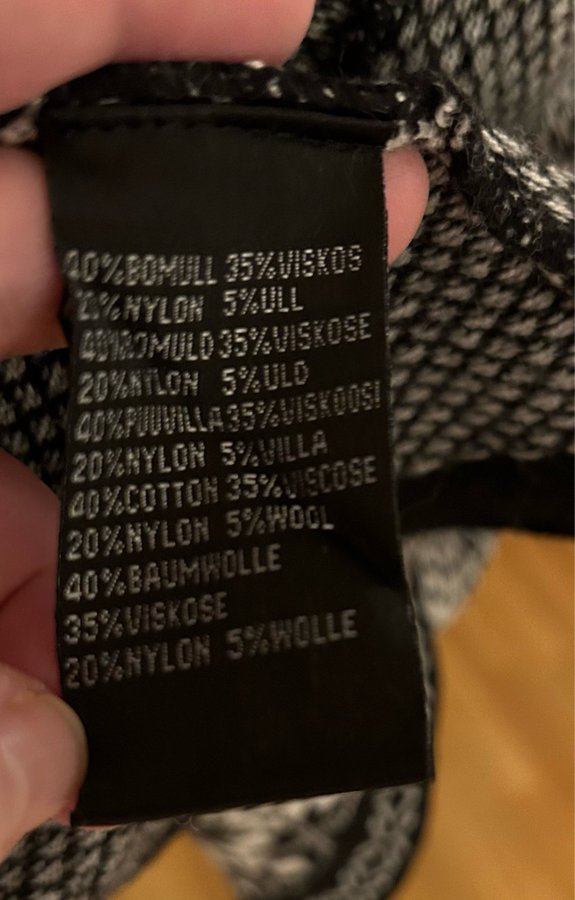 40%BOMULL 35%VISKOS
20%NYLON 5%ULL
40%BOMULD 35%VISKOSE
20%NYLON 5%ULD
40%PUUVILLA 35%VISKOOSI
20%NYLON 5%VILLA
40%COTTON 35%VISCOSE
20%NYLON 5%WOOL
40%BAUMWOLLE
35%VISKOSE
20%NYLON 5%WOLLE